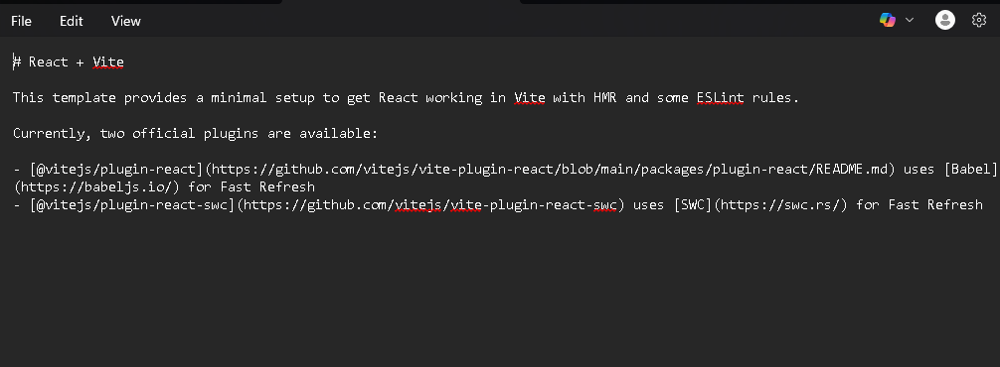 File Edit View
# React + Vite
This template provides a minimal setup to get React working in Vite with HMR and some ESLint rules.
Currently, two official plugins are available:
- [@vitejs/plugin-react](https://github.com/vitejs/vite-plugin-react/blob/main/packages/plugin-react/README.md) uses [Babel]
(https://babeljs.io/) for Fast Refresh
- [@vitejs/plugin-react-swc](https://github.com/vitejs/vite-plugin-react-swc) uses [SWC](https://swc.rs/) for Fast Refresh